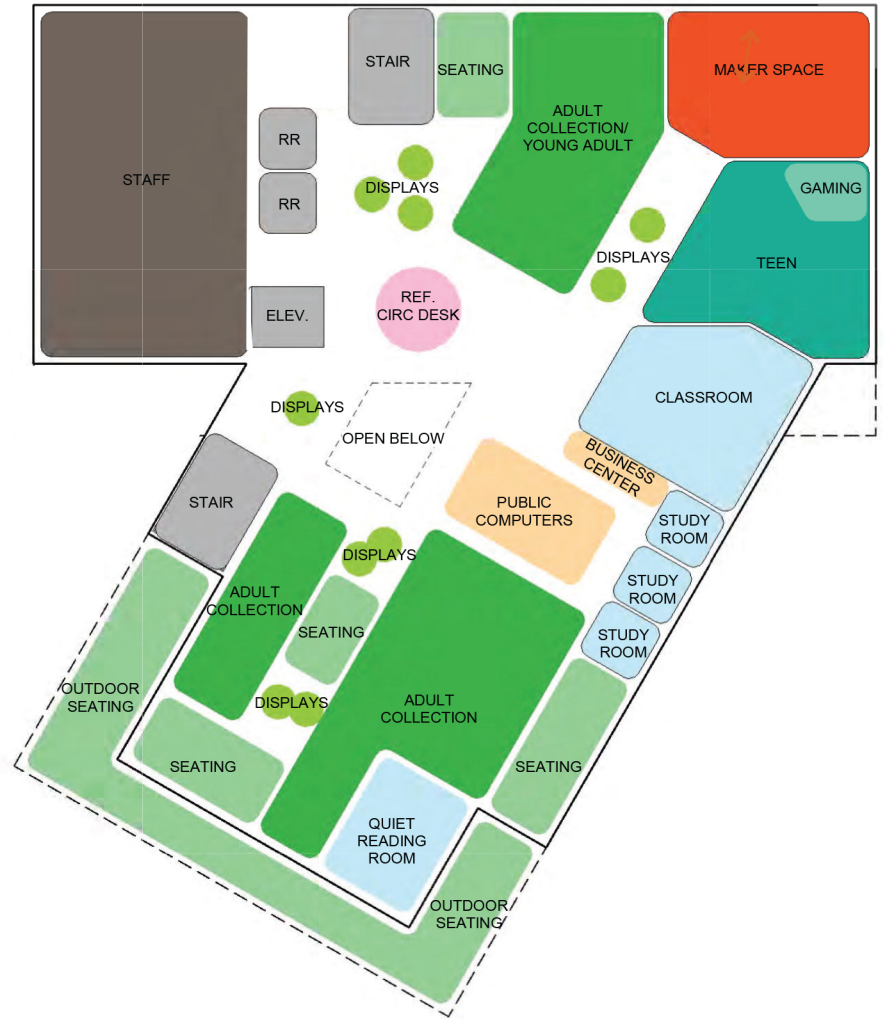 STAIR
SEATING
MAKER SPACE
ADULT
COLLECTION/
YOUNG ADULT
RR
STAFF
DISPLAYS
GAMING
RR
DISPLAYS
TEEN
REF.
CIRC DESK
ELEV.
CLASSROOM
DISPLAYS
OPEN BELOW
BUSINESS
CENTER
STAIR
PUBLIC
COMPUTERS
STUDY
ROOM
DISPLAYS
STUDY
ROOM
ADULT
COLLECTION
SEATING
STUDY
ROOM
OUTDOOR
SEATING
DISPLAYS
ADULT
COLLECTION
SEATING
SEATING
QUIET
READING
ROOM
OUTDOOR
SEATING